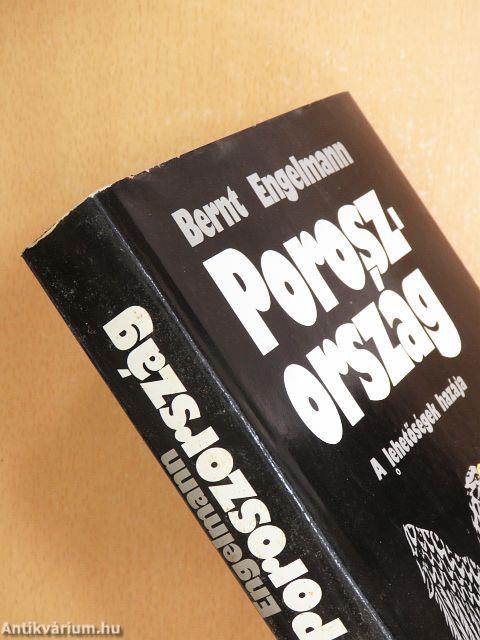 Bernt Engelmann
Porosz-
ország
A lehetőségek hazája
Engelmann
Poroszország
Antikvárium.hu